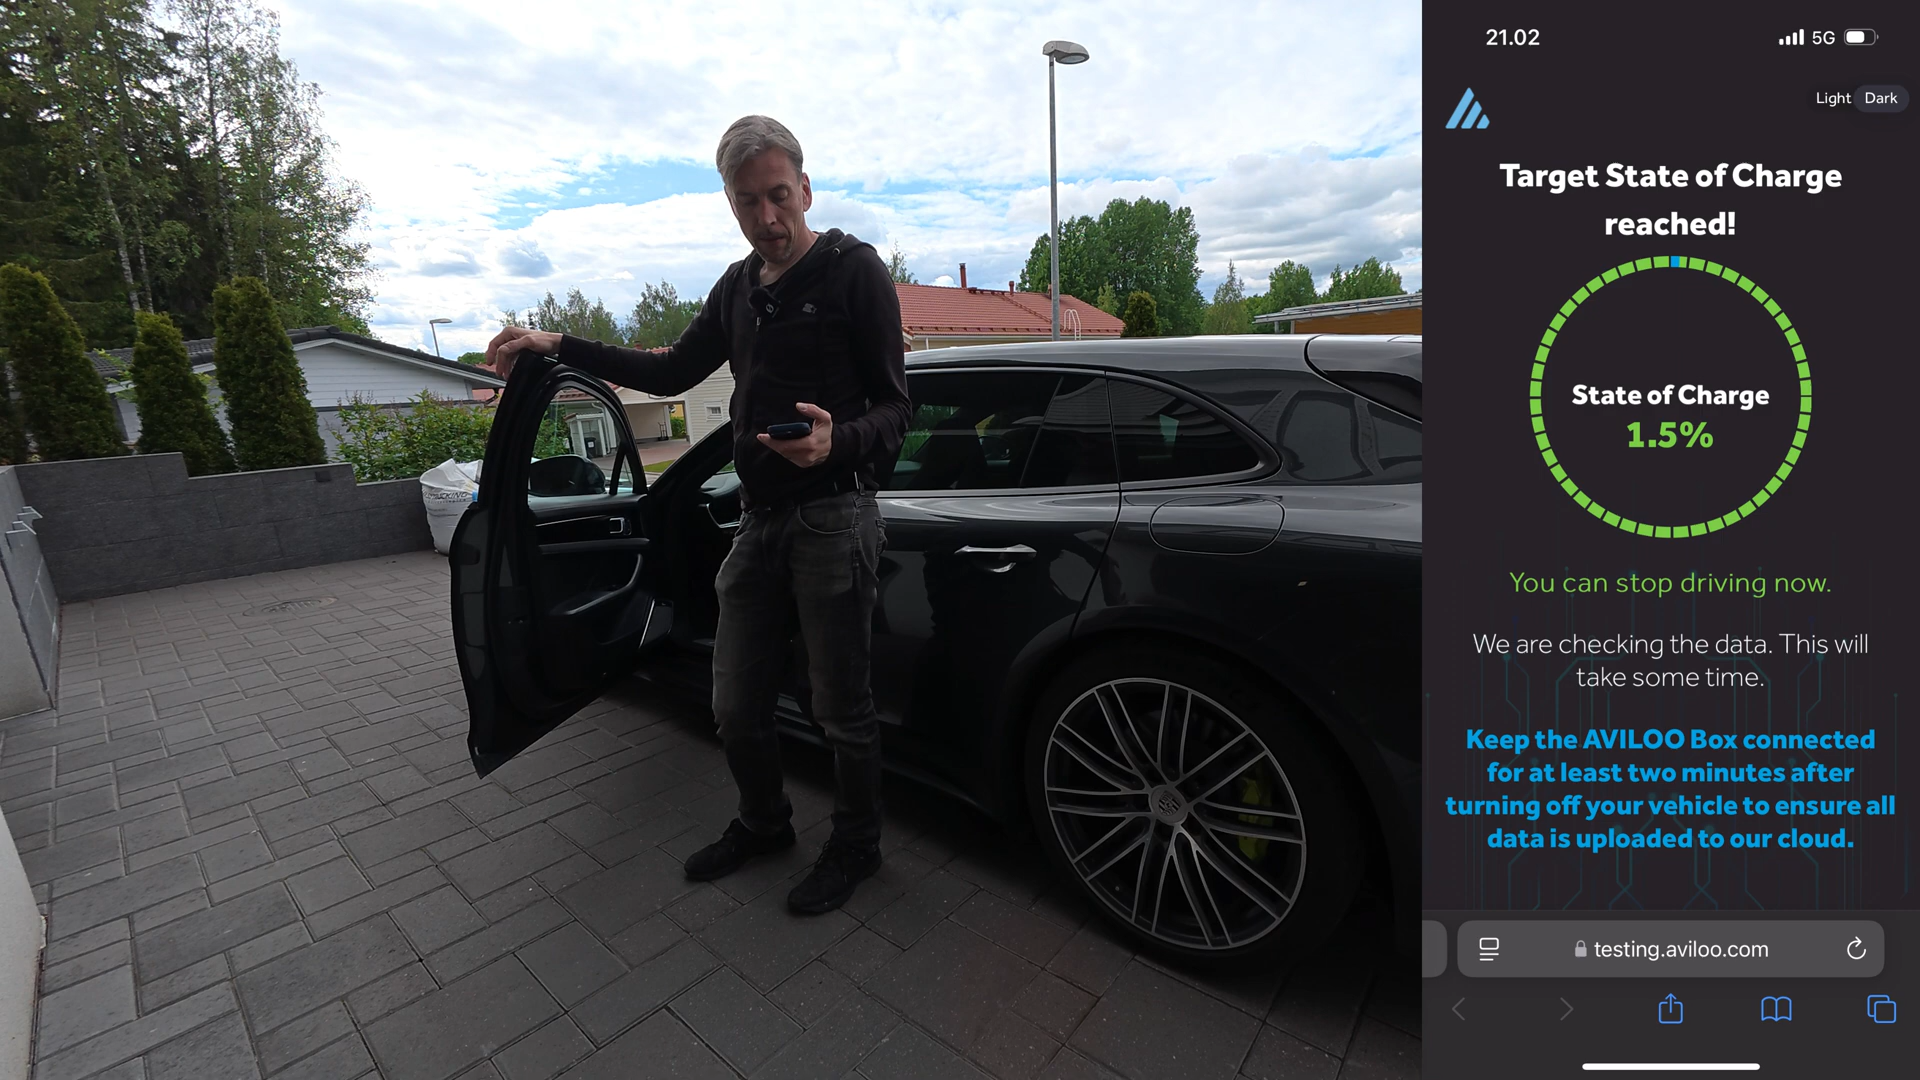 21.02
5G
Light Dark
Target State of Charge
reached!
State of Charge
1.5%
You can stop driving now.
We are checking the data. This will
take some time.
Keep the AVILOO Box connected
for at least two minutes after
turning off your vehicle to ensure all
data is uploaded to our cloud.
testing.aviloo.com